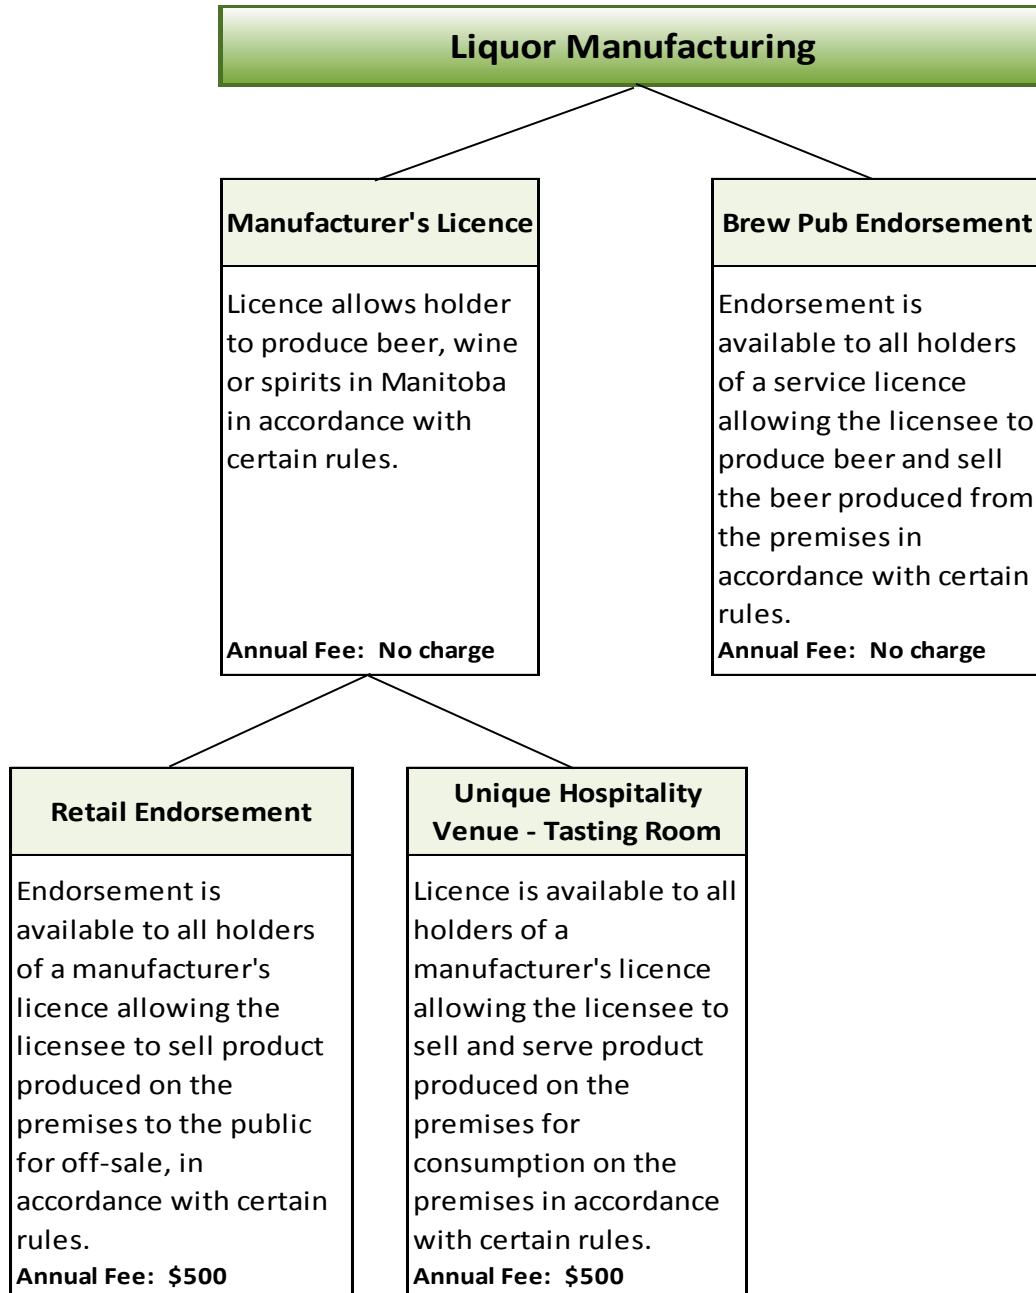 Liquor Manufacturing
Manufacturer's Licence
Licence allows holder
to produce beer, wine
or spirits in Manitoba
in accordance with
certain rules.
Annual Fee:  No charge
Brew Pub Endorsement
Endorsement is
available to all holders
of a service licence
allowing the licensee to
produce beer and sell
the beer produced from
the premises in
accordance with certain
rules.
Annual Fee:  No charge
Retail Endorsement
Endorsement is
available to all holders
of a manufacturer's
licence allowing the
licensee to sell product
produced on the
premises to the public
for off-sale, in
accordance with certain
rules.
Annual Fee:  $500
Unique Hospitality
Venue - Tasting Room
Licence is available to all
holders of a
manufacturer's licence
allowing the licensee to
sell and serve product
produced on the
premises for
consumption on the
premises in accordance
with certain rules.
Annual Fee:  $500